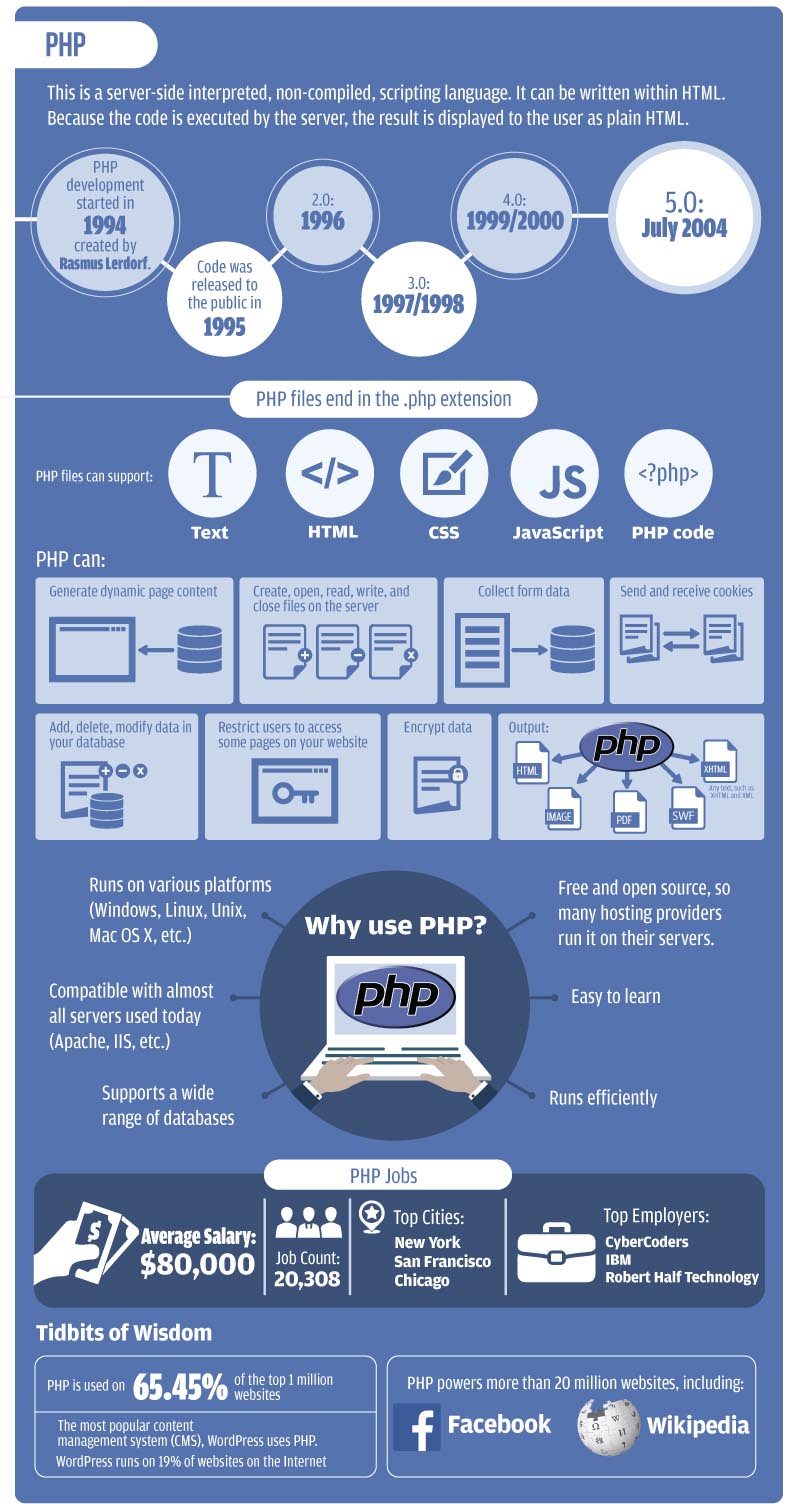 PHP
This is a server-side interpreted, non-compiled, scripting language. It can be written within HTML.
Because the code is executed by the server, the result is displayed to the user as plain HTML.
PHP
development
started in
1994
created by
Rasmus Lerdorf.
Code was
released to
the public in
1995
2.0:
1996
3.0:
1997/1998
4.0:
1999/2000
5.0:
July 2004
PHP files end in the .php extension
PHP files can support:
T
Text
</>
HTML
CSS
JS
JavaScript
<?php>
PHP code
PHP can:
Generate dynamic page content
Create, open, read, write, and
close files on the server
Collect form data
Send and receive cookies
Add, delete, modify data in
your database
Restrict users to access
some pages on your website
Encrypt data
Output:
php
HTML
IMAGE
PDF
SWF
XHTML
Any text, such as
XHTML and XML
Why use PHP?
php
Runs on various platforms
(Windows, Linux, Unix,
Mac OS X, etc.)
Compatible with almost
all servers used today
(Apache, IIS, etc.)
Supports a wide
range of databases
Free and open source, so
many hosting providers
run it on their servers.
Easy to learn
Runs efficiently
PHP Jobs
$
Average Salary:
$80,000
Job Count:
20,308
Top Cities:
New York
San Francisco
Chicago
Top Employers:
CyberCoders
IBM
Robert Half Technology
Tidbits of Wisdom
PHP is used on 65.45% of the top 1 million
websites
The most popular content
management system (CMS), WordPress uses PHP.
WordPress runs on 19% of websites on the Internet
PHP powers more than 20 million websites, including:
f Facebook
W Wikipedia